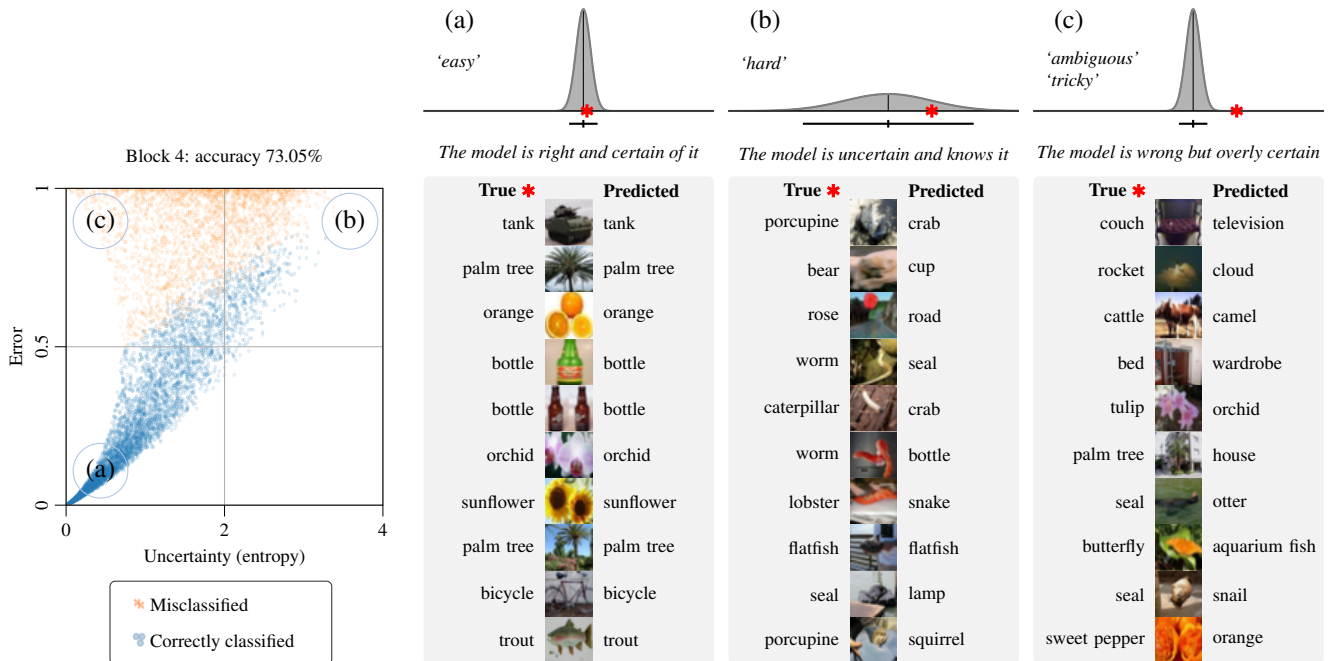 Block 4: accuracy 73.05%
1
(c)
(b)
Error
0.5
(a)
0
0
2
4
Uncertainty (entropy)
Misclassified
Correctly classified
(a)
‘easy’
The model is right and certain of it
True * Predicted
tank tank
palm tree palm tree
orange orange
bottle bottle
bottle bottle
orchid orchid
sunflower sunflower
palm tree palm tree
bicycle bicycle
trout trout
(b)
‘hard’
The model is uncertain and knows it
True * Predicted
porcupine crab
bear cup
rose road
worm seal
caterpillar crab
worm bottle
lobster snake
flatfish flatfish
seal lamp
porcupine squirrel
(c)
‘ambiguous’
‘tricky’
The model is wrong but overly certain
True * Predicted
couch television
rocket cloud
cattle camel
bed wardrobe
tulip orchid
palm tree house
seal otter
butterfly aquarium fish
seal snail
sweet pepper orange